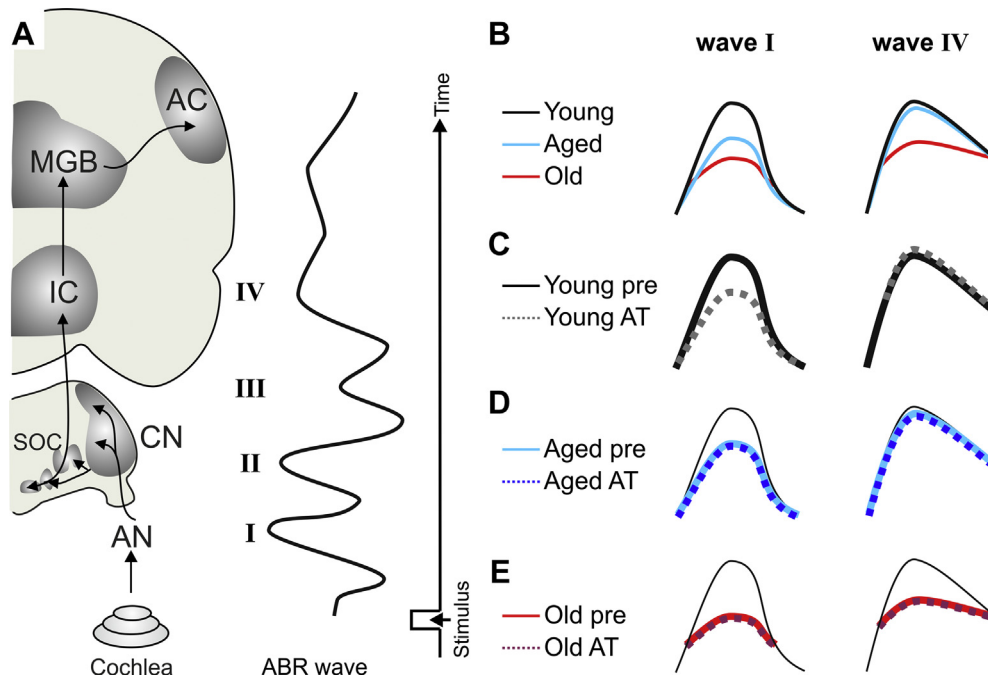 A
AC
MGB
IC
SOC
CN
AN
Cochlea
IV
III
II
I
ABR wave
Time
Stimulus
B
wave I
wave IV
Young
Aged
Old
C
Young pre
Young AT
D
Aged pre
Aged AT
E
Old pre
Old AT